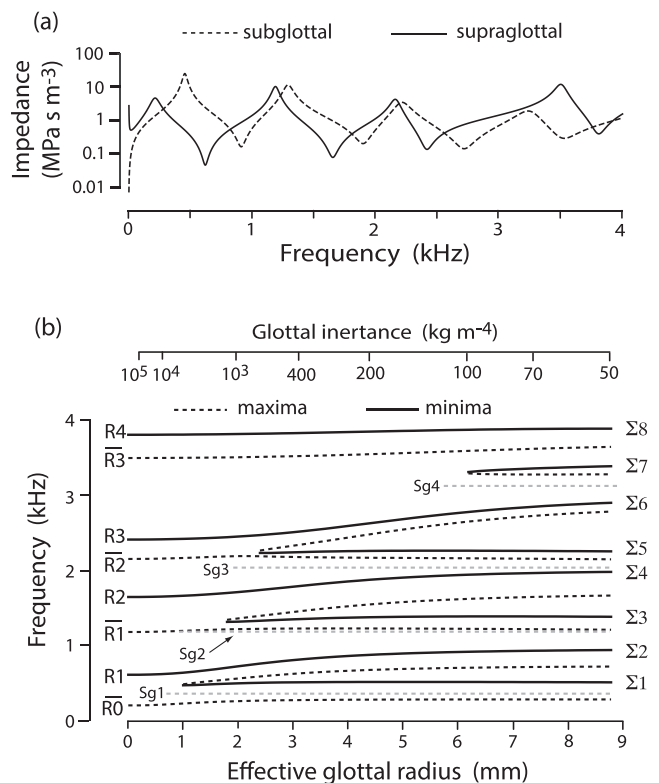 (a)
subglottal
supraglottal
Impedance
(MPa s m-3)
100
10
1
0.1
0.01
0
1
2
3
4
Frequency (kHz)
(b)
Glottal inertance (kg m-4)
10⁵
10⁴
10³
400
200
100
70
50
maxima
minima
Frequency (kHz)
4
3
2
1
0
R4
R3
R3
R2
R2
R1
R1
R0
Sg4
Sg3
Sg2
Sg1
Σ8
Σ7
Σ6
Σ5
Σ4
Σ3
Σ2
Σ1
0
1
2
3
4
5
6
7
8
9
Effective glottal radius (mm)